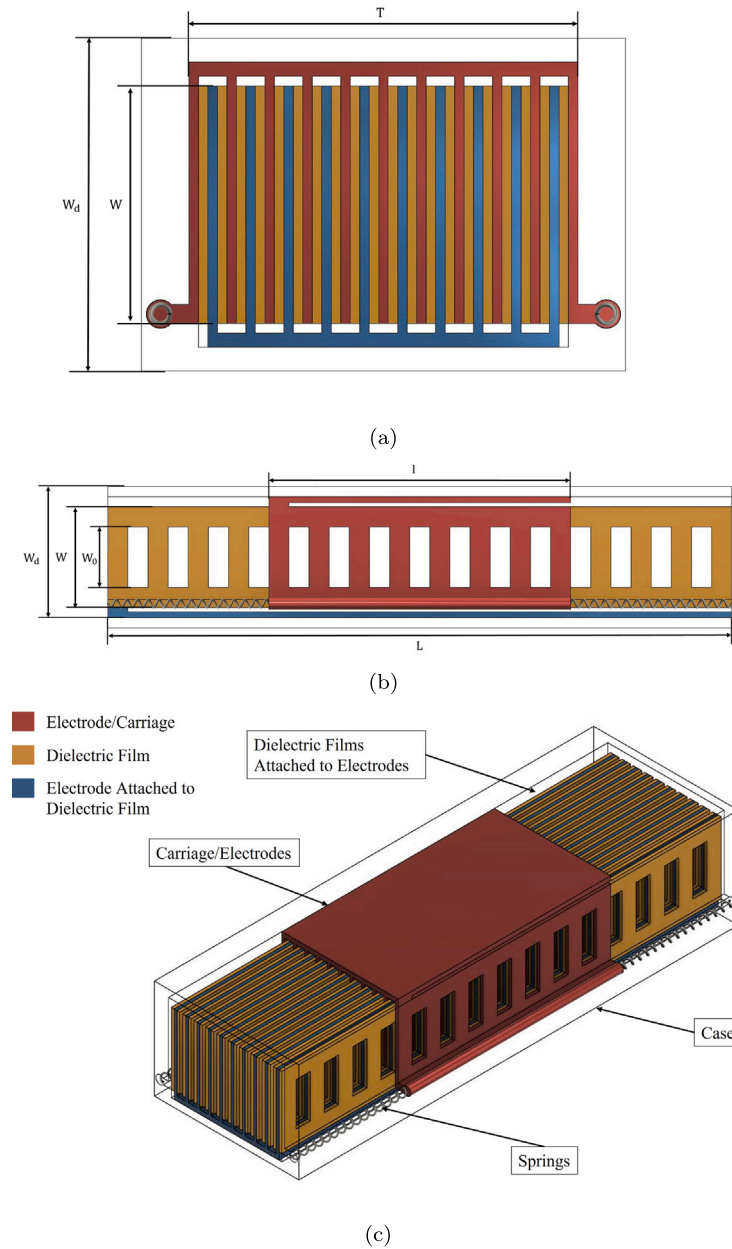 T
W
W_d
(a)
l
W_d
W
W_0
L
(b)
Electrode/Carriage
Dielectric Film
Electrode Attached to
Dielectric Film
Dielectric Films
Attached to Electrodes
Carriage/Electrodes
Case
Springs
(c)